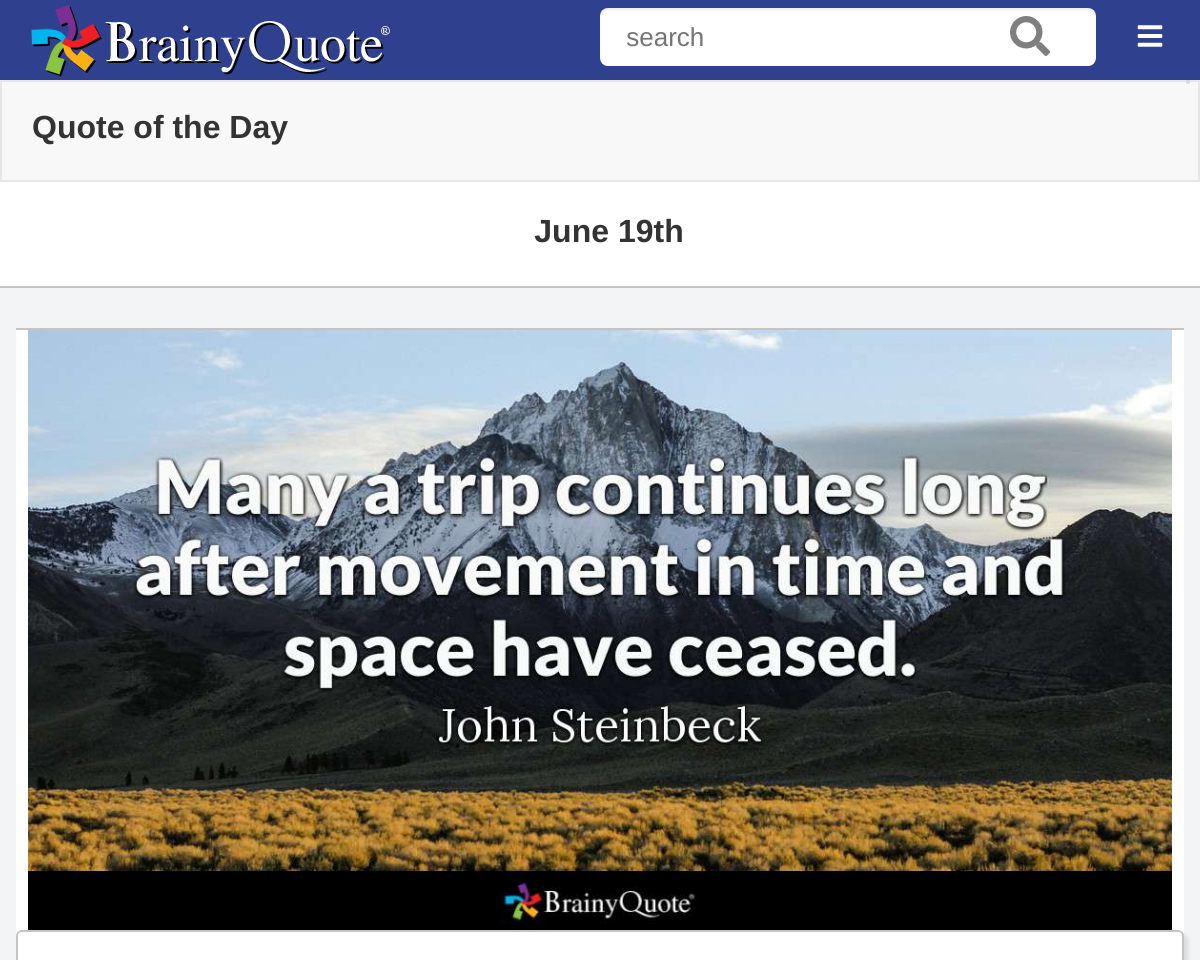 BrainyQuote®
search
Quote of the Day
June 19th
Many a trip continues long
after movement in time and
space have ceased.
John Steinbeck
BrainyQuote®